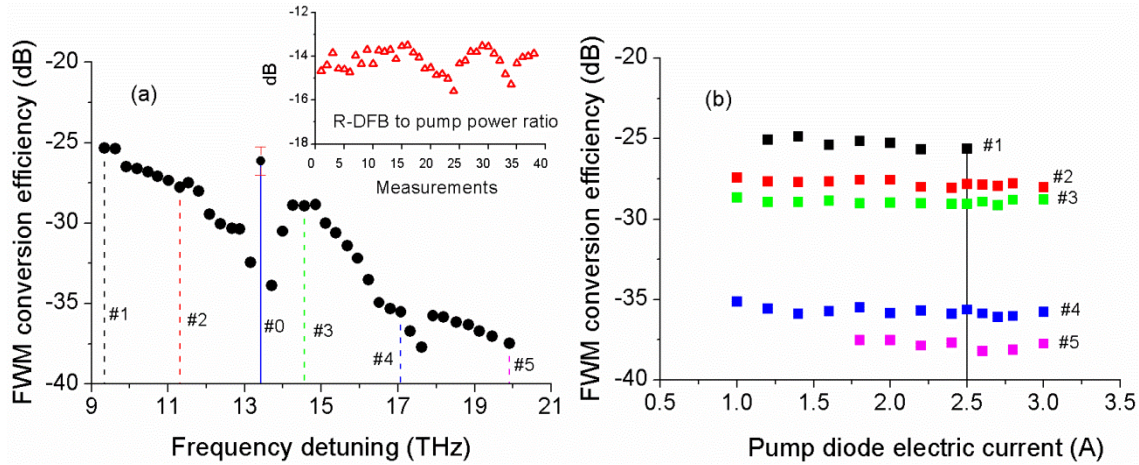 (a)
FWM conversion efficiency (dB)
-20
-25
-30
-35
-40
9 11 13 15 17 19 21
Frequency detuning (THz)
#1
#2
#0
#3
#4
#5
dB
-12
-14
-16
-18
R-DFB to pump power ratio
0 5 10 15 20 25 30 35 40
Measurements
(b)
FWM conversion efficiency (dB)
-20
-25
-30
-35
-40
#1
#2
#3
#4
#5
0.5 1.0 1.5 2.0 2.5 3.0 3.5
Pump diode electric current (A)